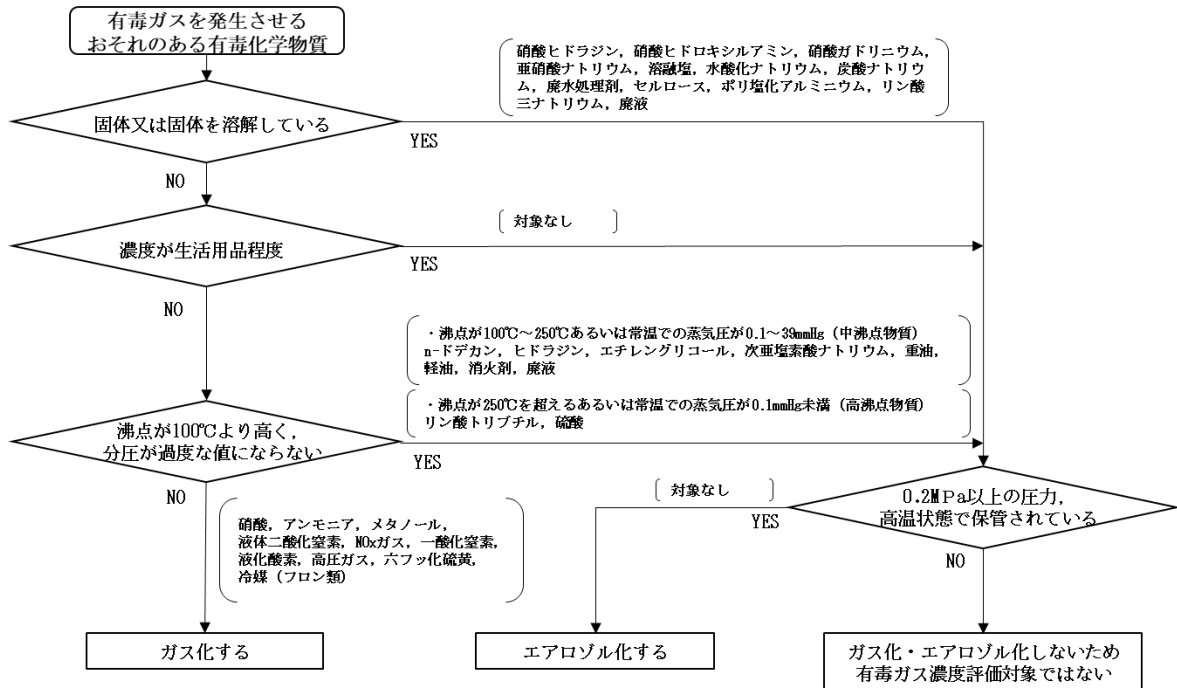 有毒ガスを発生させる
おそれのある有毒化学物質
硝酸ヒドラジン，硝酸ヒドロキシルアミン，硝酸ガドリニウム，
亜硝酸ナトリウム，溶融塩，水酸化ナトリウム，炭酸ナトリウ
ム，廃水処理剤，セルロース，ポリ塩化アルミニウム，リン酸
三ナトリウム，廃液
固体又は固体を溶解している
YES
NO
対象なし
濃度が生活用品程度
YES
NO
・沸点が100℃～250℃あるいは常温での蒸気圧が0.1～39mmHg（中沸点物質）
n-ドデカン，ヒドラジン，エチレングリコール，次亜塩素酸ナトリウム，重油，
軽油，消火剤，廃液
・沸点が250℃を超えるあるいは常温での蒸気圧が0.1mmHg未満（高沸点物質）
リン酸トリブチル，硫酸
沸点が100℃より高く，
分圧が過度な値にならない
YES
NO
対象なし
0.2MPa以上の圧力，
高温状態で保管されている
YES
NO
硝酸，アンモニア，メタノール，
液体二酸化窒素，NOxガス，一酸化窒素，
液化酸素，高圧ガス，六フッ化硫黄，
冷媒（フロン類）
ガス化する
エアロゾル化する
ガス化・エアロゾル化しないため
有毒ガス濃度評価対象ではない